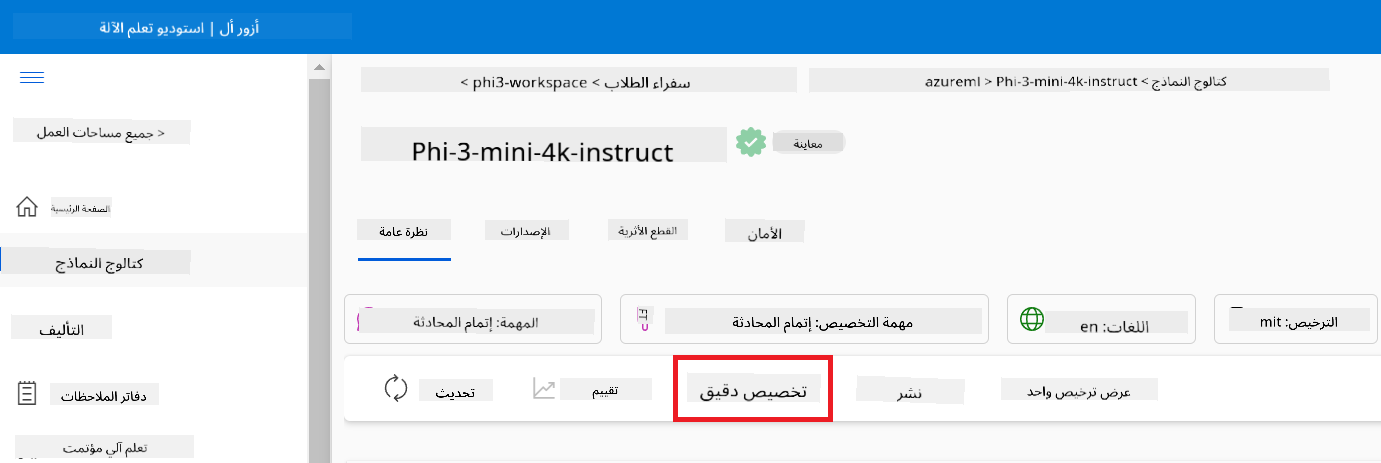 أزور أل | استوديو تعلم الآلة
< جميع مساحات العمل
الصفحة الرئيسية
كتالوج النماذج
التأليف
دفاتر الملاحظات
تعلم آلي مؤتمت
سفراء الطلاب > phi3-workspace >
كتالوج النماذج > azureml > Phi-3-mini-4k-instruct
Phi-3-mini-4k-instruct
معاينة
نظرة عامة
الإصدارات
القطع الأثرية
الأمان
المهمة: إتمام المحادثة
FT
مهمة التخصيص: إتمام المحادثة
اللغات: en
الترخيص: mit
تحديث
تقييم
تخصيص دقيق
نشر
عرض ترخيص واحد